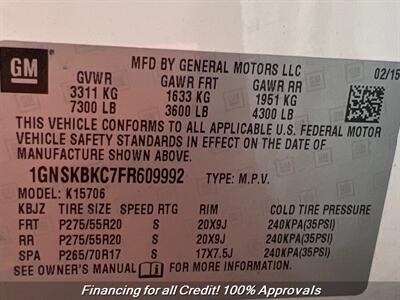 GM
MFD BY GENERAL MOTORS LLC
02/15
GVWR GAWR FRT GAWR RR
3311 KG 1633 KG 1951 KG
7300 LB 3600 LB 4300 LB
THIS VEHICLE CONFORMS TO ALL APPLICABLE U.S. FEDERAL MOTOR
VEHICLE SAFETY STANDARDS IN EFFECT ON THE DATE OF
MANUFACTURE SHOWN ABOVE.
1GNSKBKC7FR609992 TYPE: M.P.V.
MODEL: K15706
KBJZ TIRE SIZE SPEED RTG RIM COLD TIRE PRESSURE
FRT P275/55R20 S 20X9J 240KPA(35PSI)
RR P275/55R20 S 20X9J 240KPA(35PSI)
SPA P265/70R17 S 17X7.5J 240KPA(35PSI)
SEE OWNER'S MANUAL FOR MORE INFORMATION.
Financing for all Credit! 100% Approvals